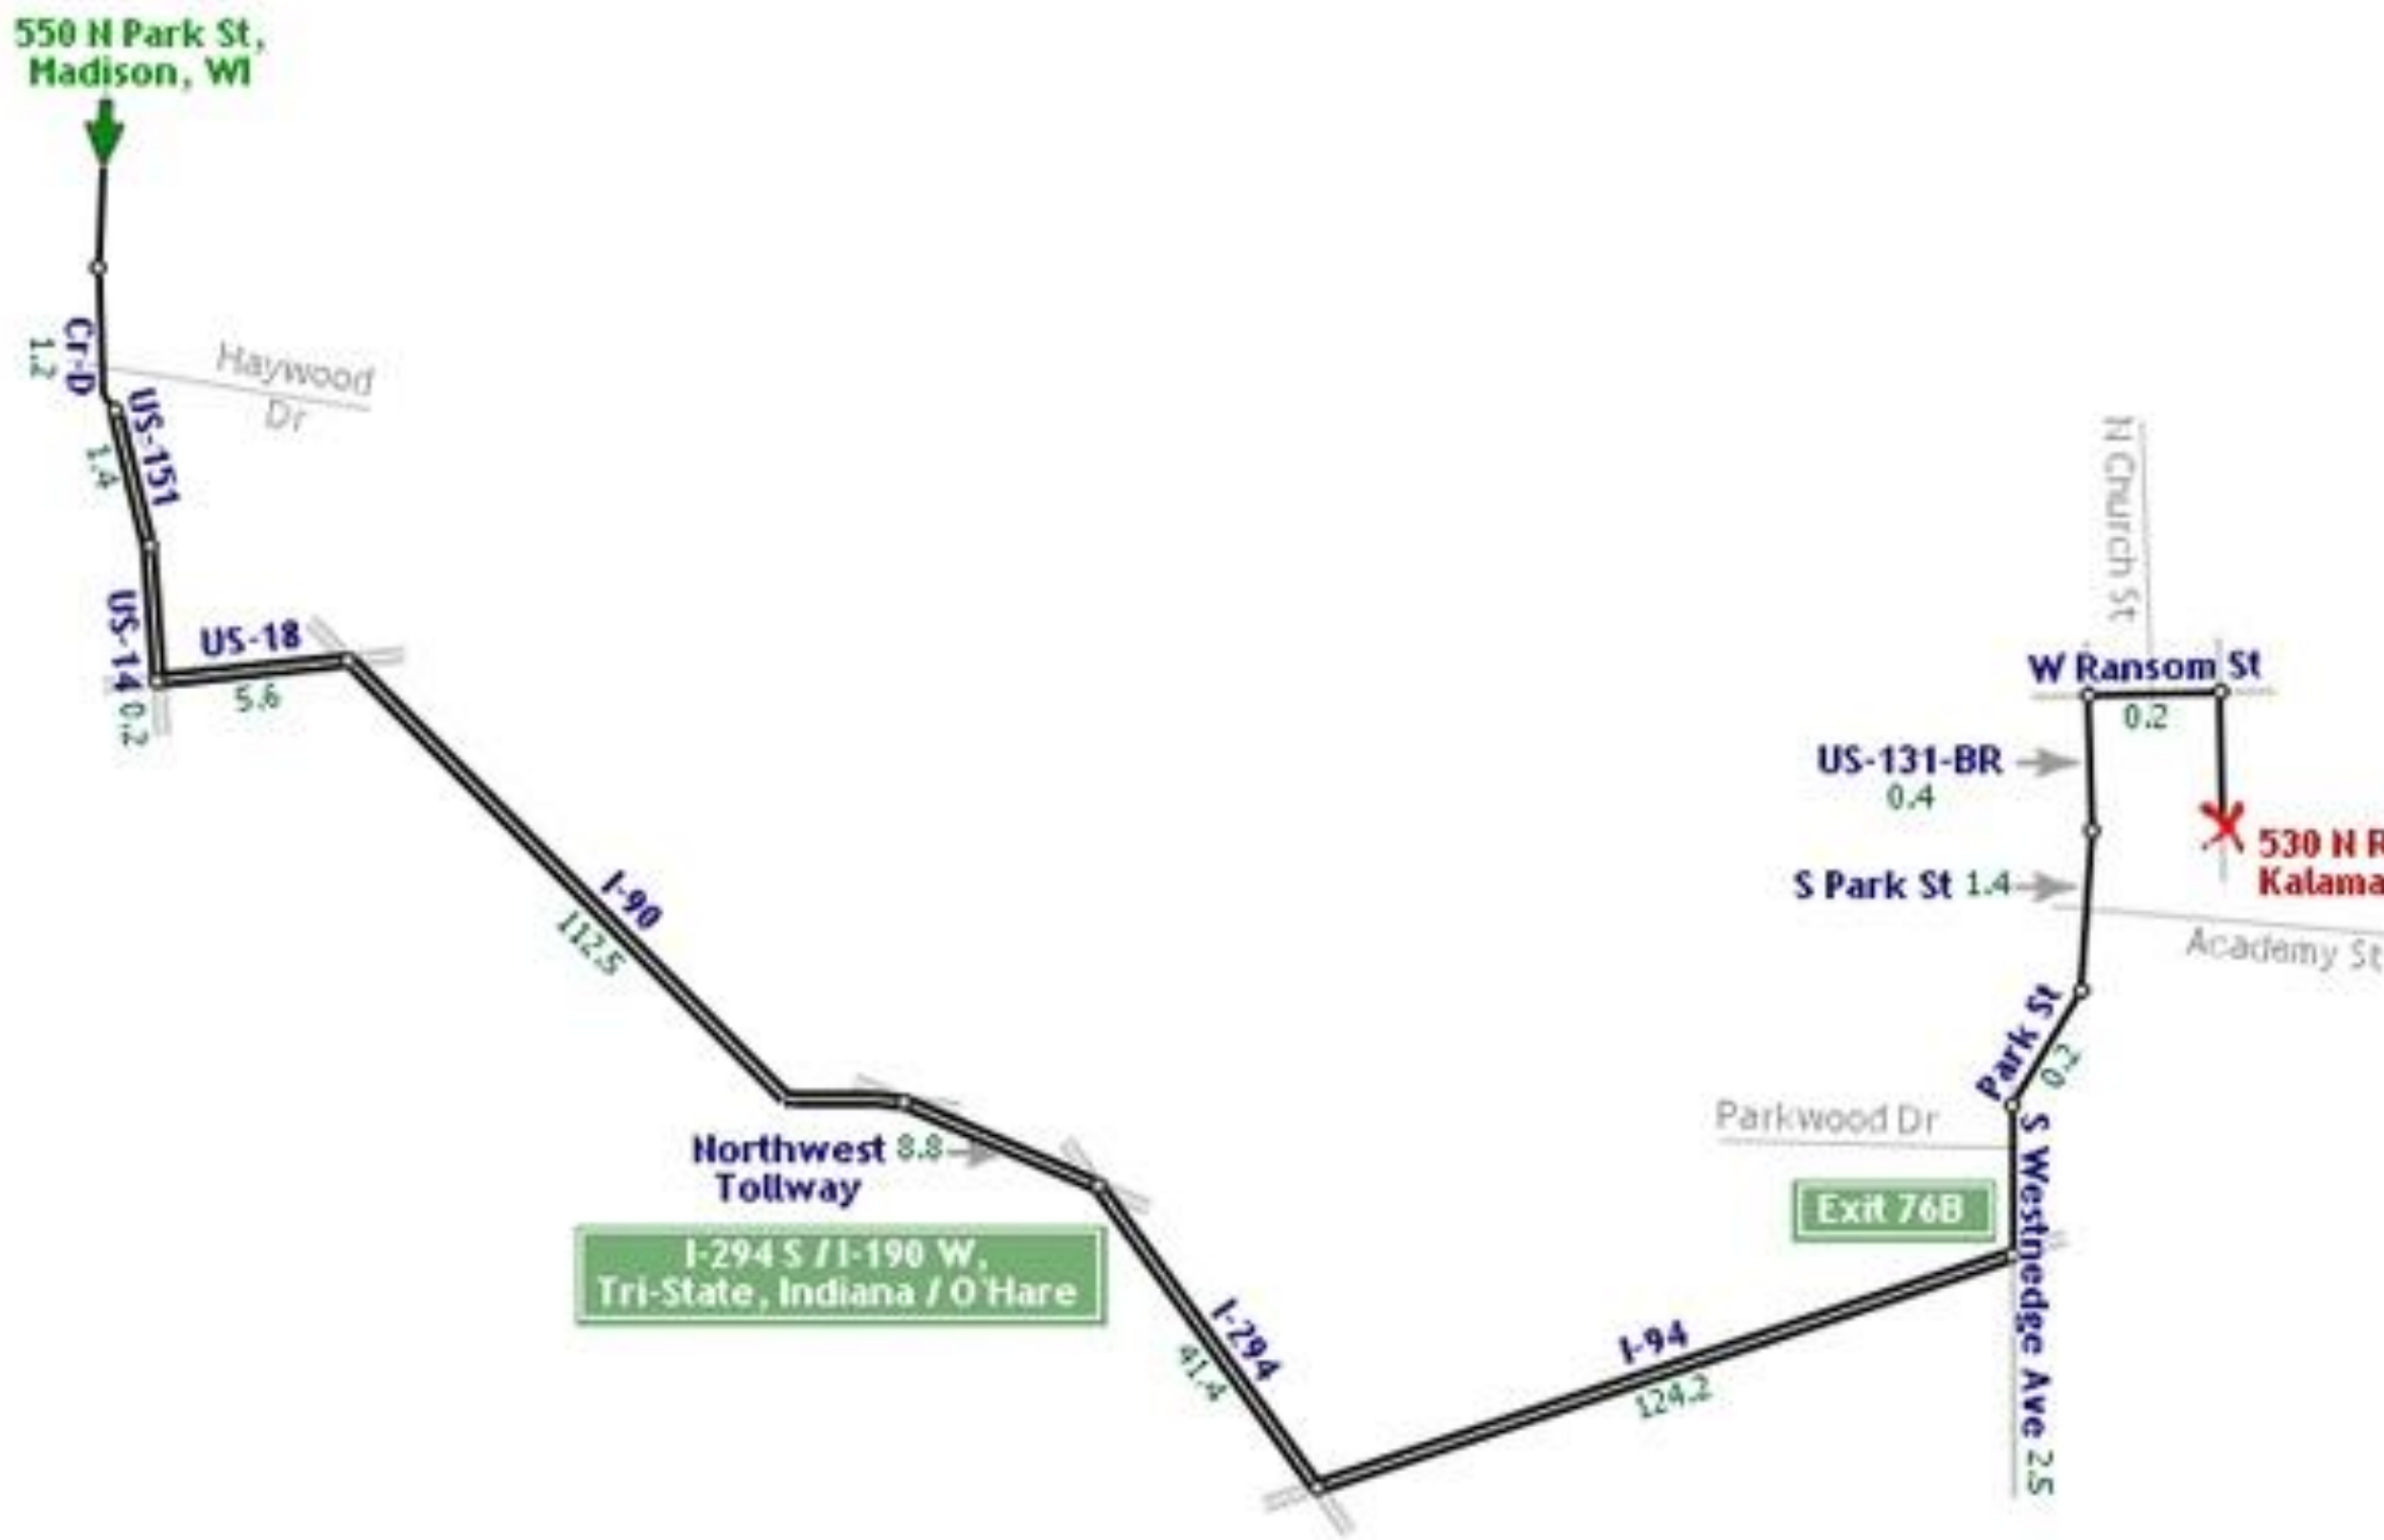 550 N Park St,
Madison, WI
Cr-D
1.2
Haywood
Dr
US-151
1.4
US-14 0.2
US-18
5.6
I-90
112.5
Northwest 8.8
Tollway
I-294 S / I-190 W,
Tri-State, Indiana / O'Hare
I-294
41.4
I-94
124.2
Exit 76B
S Westnedge Ave 2.5
Parkwood Dr
Park St
0.2
Academy St
S Park St 1.4
US-131-BR
0.4
W Ransom St
0.2
N Church St
530 N R
Kalama